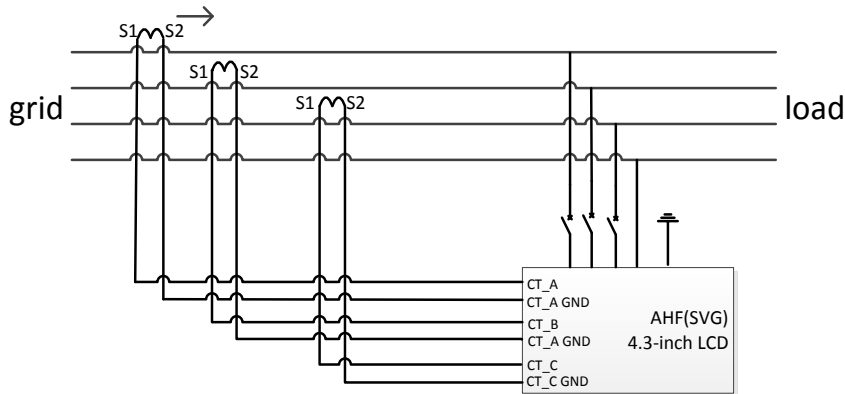 S1 S2
S1 S2
S1 S2
grid
load
CT_A
CT_A GND
CT_B
CT_A GND
CT_C
CT_C GND
AHF(SVG)
4.3-inch LCD